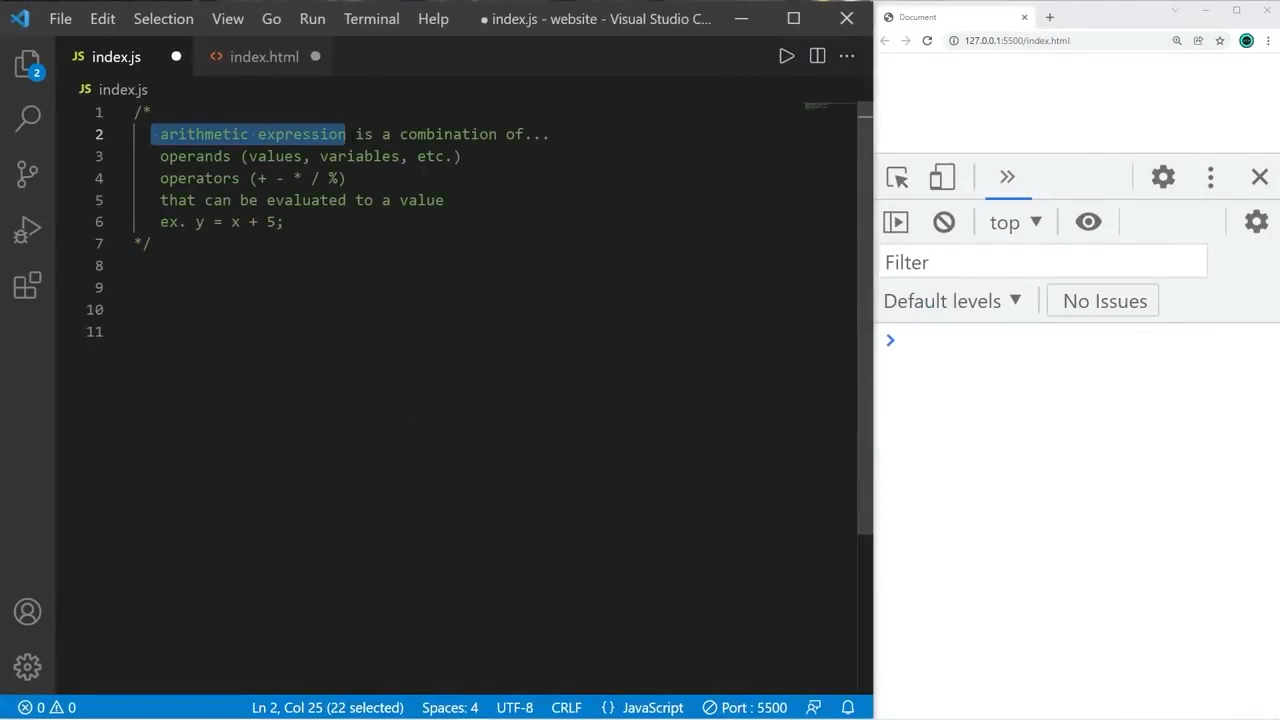 File Edit Selection View Go Run Terminal Help ● index.js - website - Visual Studio C...
JS index.js ● <> index.html ●
JS index.js
1 /*
2 arithmetic expression is a combination of...
3 operands (values, variables, etc.)
4 operators (+ - * / %)
5 that can be evaluated to a value
6 ex. y = x + 5;
7 */
8
9
10
11
2
0 0 Ln 2, Col 25 (22 selected) Spaces: 4 UTF-8 CRLF {} JavaScript Port : 5500
Document
127.0.0.1:5500/index.html
top
Filter
Default levels No Issues